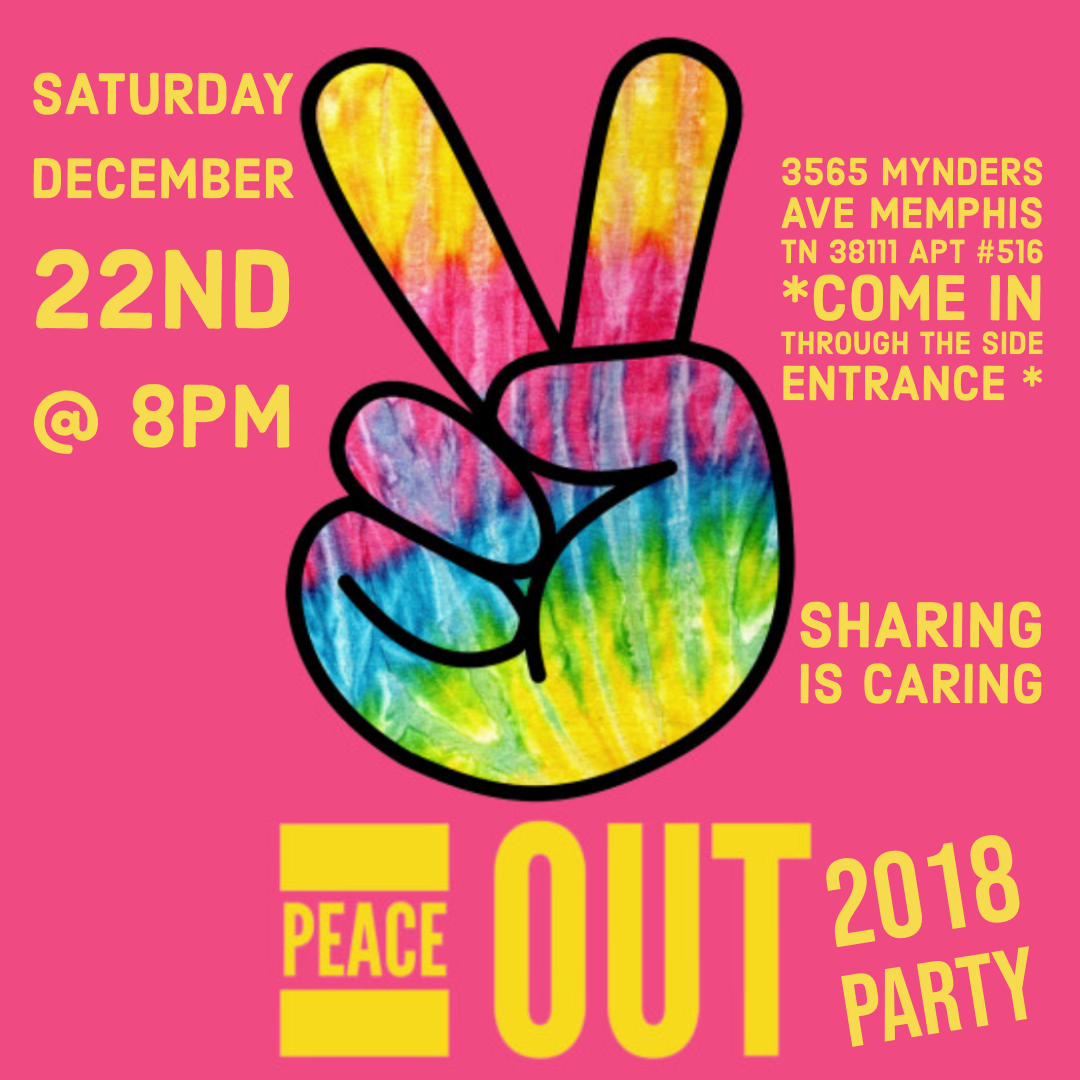 SATURDAY
DECEMBER
22ND
@ 8PM
3565 MYNDERS
AVE MEMPHIS
TN 38111 APT #516
*COME IN
THROUGH THE SIDE
ENTRANCE *
SHARING
IS CARING
PEACE OUT
2018
PARTY